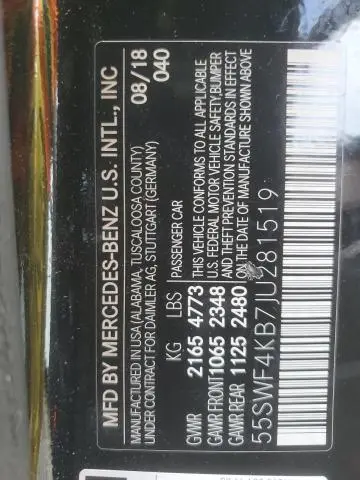 MFD BY MERCEDES-BENZ U.S. INTL., INC
MANUFACTURED IN USA (ALABAMA, TUSCALOOSA COUNTY) 08/18
UNDER CONTRACT FOR DAIMLER AG, STUTTGART (GERMANY) 040
KG LBS PASSENGER CAR
GVWR 2165 4773 THIS VEHICLE CONFORMS TO ALL APPLICABLE
GAWR FRONT 1065 2348 U.S. FEDERAL MOTOR VEHICLE SAFETY, BUMPER
GAWR REAR 1125 2480 AND THEFT PREVENTION STANDARDS IN EFFECT
ON THE DATE OF MANUFACTURE SHOWN ABOVE
55SWF4KB7JU281519